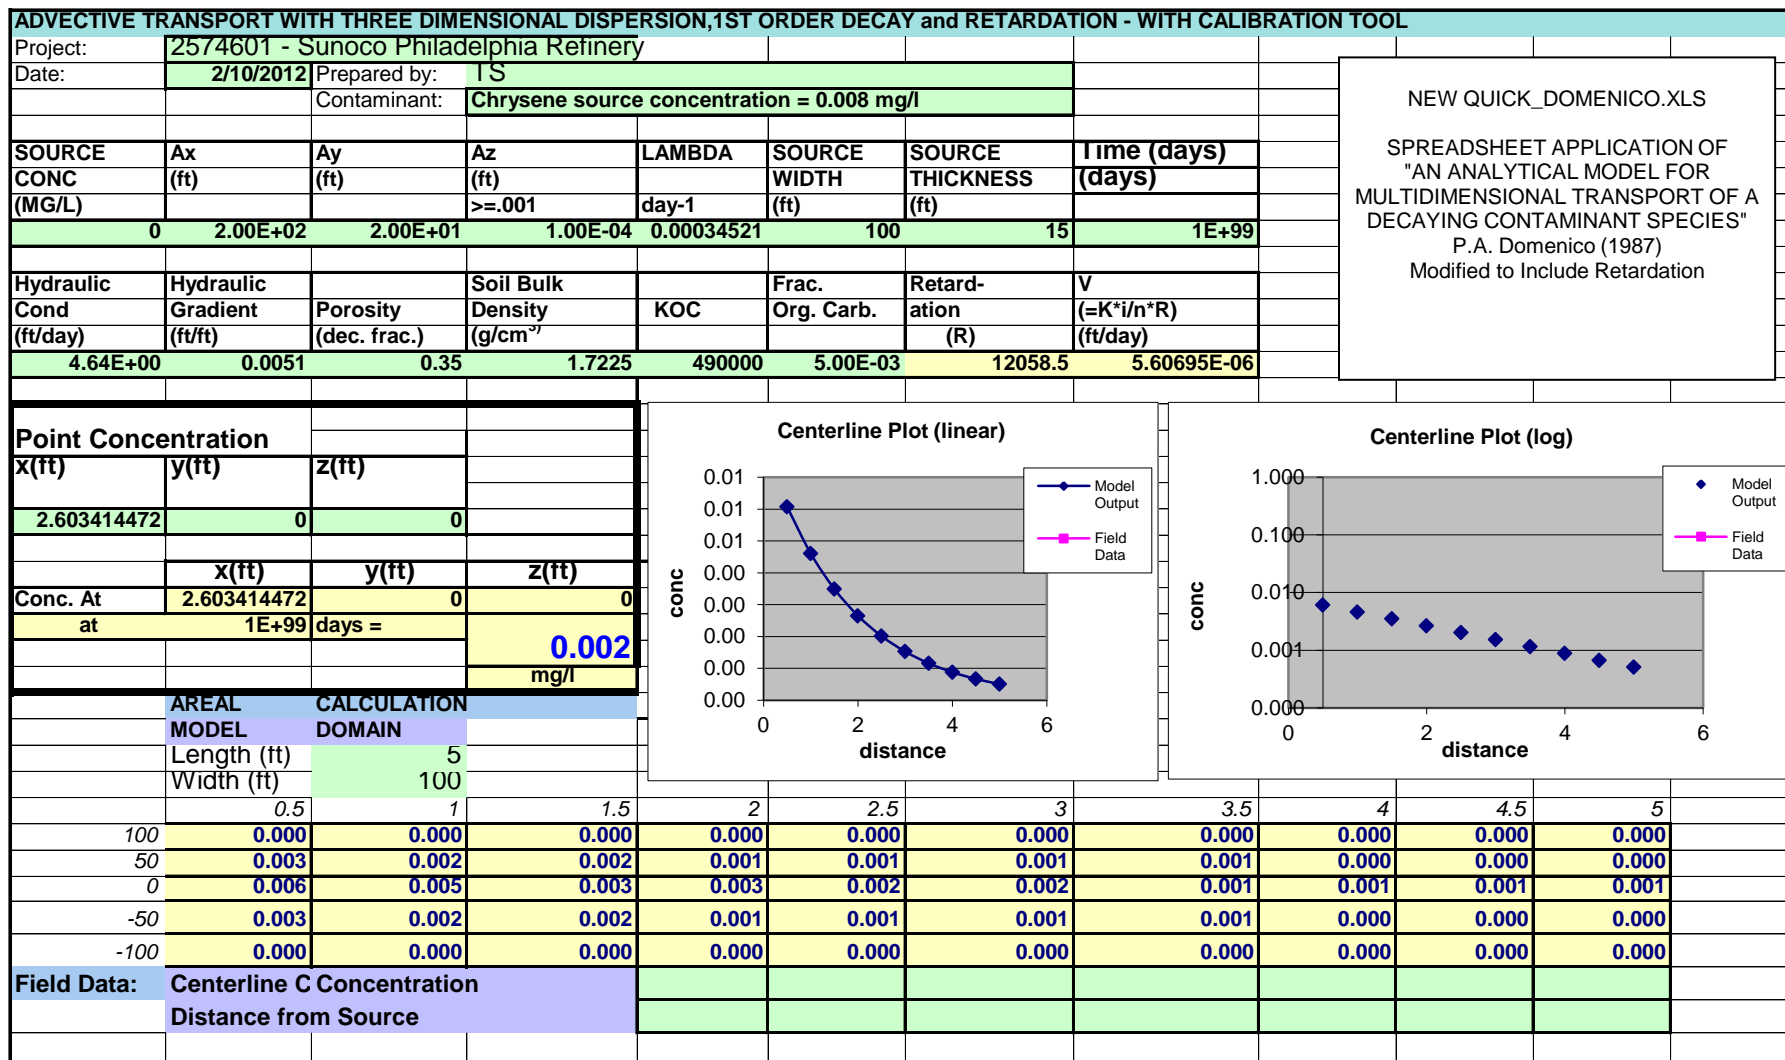 ADVECTIVE TRANSPORT WITH THREE DIMENSIONAL DISPERSION,1ST ORDER DECAY and RETARDATION - WITH CALIBRATION TOOL
Project: 2574601 - Sunoco Philadelphia Refinery
Date: 2/10/2012 Prepared by: TS
Contaminant: Chrysene source concentration = 0.008 mg/l
NEW QUICK_DOMENICO.XLS
SPREADSHEET APPLICATION OF
"AN ANALYTICAL MODEL FOR
MULTIDIMENSIONAL TRANSPORT OF A
DECAYING CONTAMINANT SPECIES"
P.A. Domenico (1987)
Modified to Include Retardation
SOURCE Ax Ay Az LAMBDA SOURCE SOURCE Time (days)
CONC (ft) (ft) (ft) WIDTH THICKNESS (days)
(MG/L) >=.001 day-1 (ft) (ft)
0 2.00E+02 2.00E+01 1.00E-04 0.00034521 100 15 1E+99
Hydraulic Hydraulic Soil Bulk Frac. Retard- V
Cond Gradient Porosity Density KOC Org. Carb. ation (=K*i/n*R)
(ft/day) (ft/ft) (dec. frac.) (g/cm3) (R) (ft/day)
4.64E+00 0.0051 0.35 1.7225 490000 5.00E-03 12058.5 5.60695E-06
Point Concentration
x(ft) y(ft) z(ft)
2.603414472 0 0
x(ft) y(ft) z(ft)
Conc. At 2.603414472 0 0
at 1E+99 days =
0.002
mg/l
Centerline Plot (linear)
0.01
0.01
0.01
0.00
0.00
0.00
0.00
0.00
conc
0 2 4 6
distance
Model Output
Field Data
Centerline Plot (log)
1.000
0.100
0.010
0.001
0.000
conc
0 2 4 6
distance
Model Output
Field Data
AREAL CALCULATION
MODEL DOMAIN
Length (ft) 5
Width (ft) 100
0.5 1 1.5 2 2.5 3 3.5 4 4.5 5
100 0.000 0.000 0.000 0.000 0.000 0.000 0.000 0.000 0.000 0.000
50 0.003 0.002 0.002 0.001 0.001 0.001 0.001 0.000 0.000 0.000
0 0.006 0.005 0.003 0.003 0.002 0.002 0.001 0.001 0.001 0.001
-50 0.003 0.002 0.002 0.001 0.001 0.001 0.001 0.000 0.000 0.000
-100 0.000 0.000 0.000 0.000 0.000 0.000 0.000 0.000 0.000 0.000
Field Data: Centerline C Concentration
Distance from Source